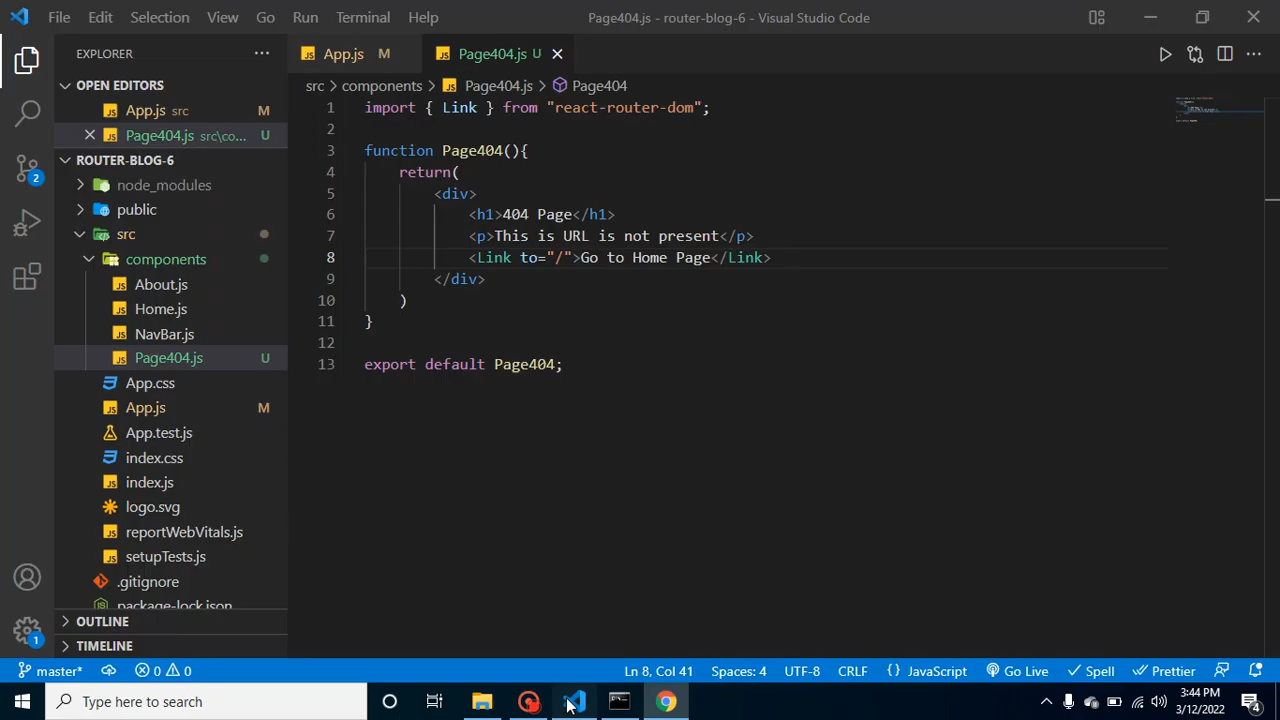 File Edit Selection View Go Run Terminal Help
Page404.js - router-blog-6 - Visual Studio Code
EXPLORER
OPEN EDITORS
App.js src M
Page404.js src\co... U
ROUTER-BLOG-6
node_modules
public
src
components
About.js
Home.js
NavBar.js
Page404.js U
App.css
App.js M
App.test.js
index.css
index.js
logo.svg
reportWebVitals.js
setupTests.js
.gitignore
package-lock.json
OUTLINE
TIMELINE
2
1
App.js M
Page404.js U
src > components > Page404.js > Page404
1 import { Link } from "react-router-dom";
2
3 function Page404(){
4 return(
5 <div>
6 <h1>404 Page</h1>
7 <p>This is URL is not present</p>
8 <Link to="/">Go to Home Page</Link>
9 </div>
10 )
11 }
12
13 export default Page404;
master* 0 0
Ln 8, Col 41 Spaces: 4 UTF-8 CRLF { } JavaScript Go Live Spell Prettier
Type here to search
3:44 PM
3/12/2022
4